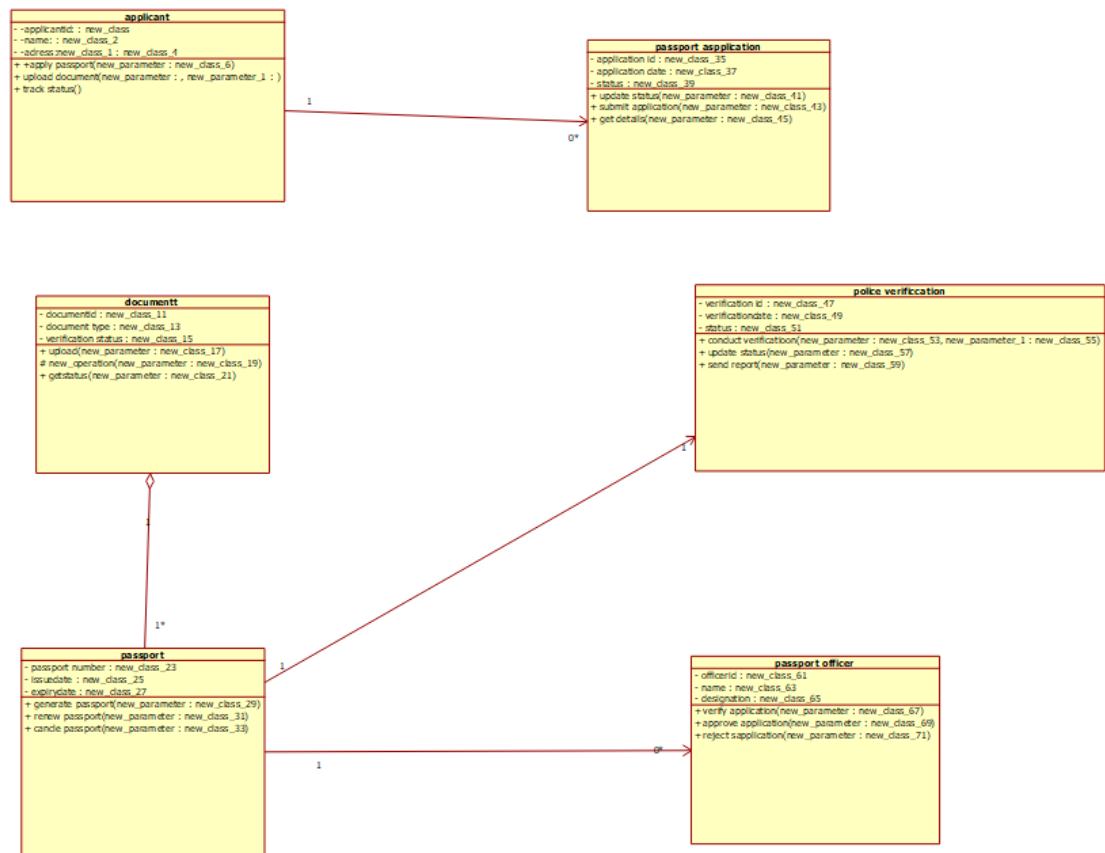 applicant
- -applicantid: : new_class
- -name: : new_class_2
- -adress:new_class_1 : new_class_4
+ +apply passport(new_parameter : new_class_6)
+ upload document(new_parameter : , new_parameter_1 : )
+ track status()
passport aspplication
- application id : new_class_35
- application date : new_class_37
- status : new_class_39
+ update status(new_parameter : new_class_41)
+ submit application(new_parameter : new_class_43)
+ get details(new_parameter : new_class_45)
1
0*
documentt
- documentid : new_class_11
- document type : new_class_13
- verification status : new_class_15
+ upload(new_parameter : new_class_17)
# new_operation(new_parameter : new_class_19)
+ getstatus(new_parameter : new_class_21)
police verificcation
- verification id : new_class_47
- verificationdate : new_class_49
- status : new_class_51
+ conduct verificatioon(new_parameter : new_class_53, new_parameter_1 : new_class_55)
+ update status(new_parameter : new_class_57)
+ send report(new_parameter : new_class_59)
1
1
1*
1
passport
- passport number : new_class_23
- issuedate : new_class_25
- expirydate : new_class_27
+ generate passport(new_parameter : new_class_29)
+ renew passport(new_parameter : new_class_31)
+ cancle passport(new_parameter : new_class_33)
passport officer
- officerid : new_class_61
- name : new_class_63
- designation : new_class_65
+ verify application(new_parameter : new_class_67)
+ approve application(new_parameter : new_class_69)
+ reject sapplication(new_parameter : new_class_71)
0*
1